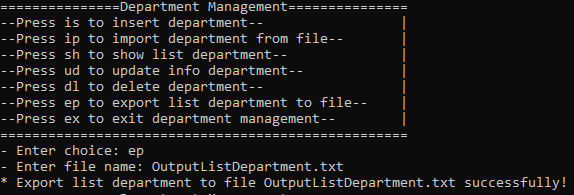 ===============Department Management===============
--Press is to insert department-- |
--Press ip to import department from file-- |
--Press sh to show list department-- |
--Press ud to update info department-- |
--Press dl to delete department-- |
--Press ep to export list department to file-- |
--Press ex to exit department management-- |
===================================================
- Enter choice: ep
- Enter file name: OutputListDepartment.txt
* Export list department to file OutputListDepartment.txt successfully!